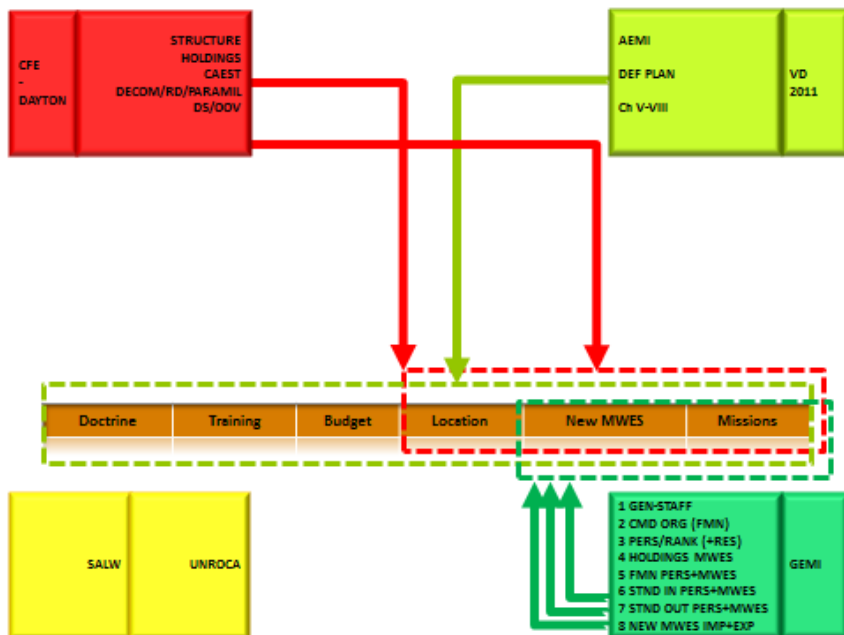 CFE
-
DAYTON
STRUCTURE
HOLDINGS
CAEST
DECOM/RD/PARAMIL
DS/OOV
AEMI
DEF PLAN
Ch V-VIII
VD
2011
Doctrine Training Budget Location New MWES Missions
SALW
UNROCA
1 GEN-STAFF
2 CMD ORG (FMN)
3 PERS/RANK (+RES)
4 HOLDINGS MWES
5 FMN PERS+MWES
6 STND IN PERS+MWES
7 STND OUT PERS+MWES
8 NEW MWES IMP+EXP
GEMI